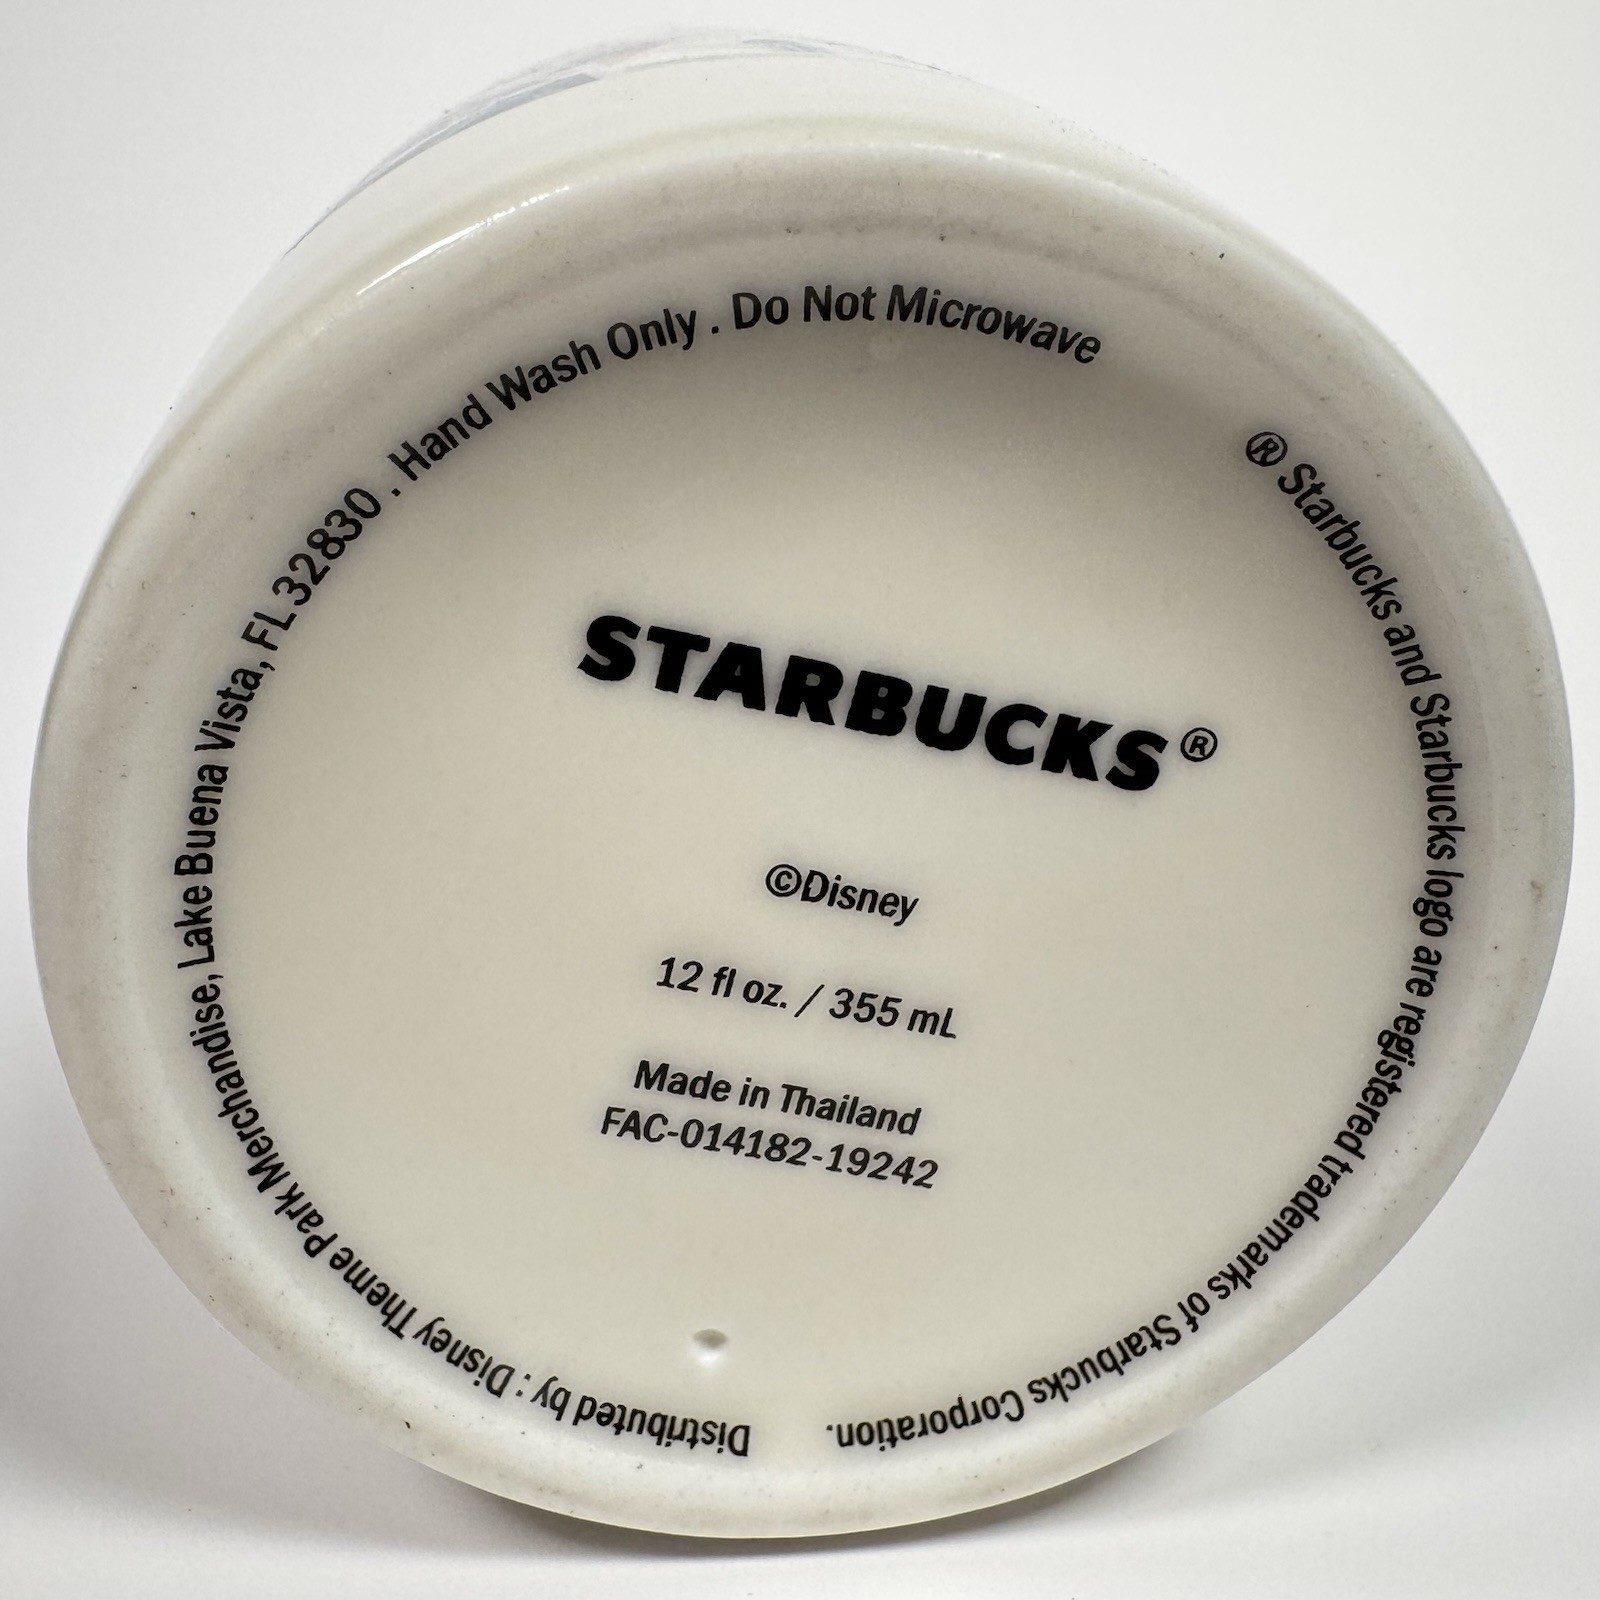 STARBUCKS®
©Disney
12 fl oz. / 355 mL
Made in Thailand
FAC-014182-19242
Distributed by : Disney Theme Park Merchandise, Lake Buena Vista, FL 32830 . Hand Wash Only . Do Not Microwave
® Starbucks and Starbucks logo are registered trademarks of Starbucks Corporation.